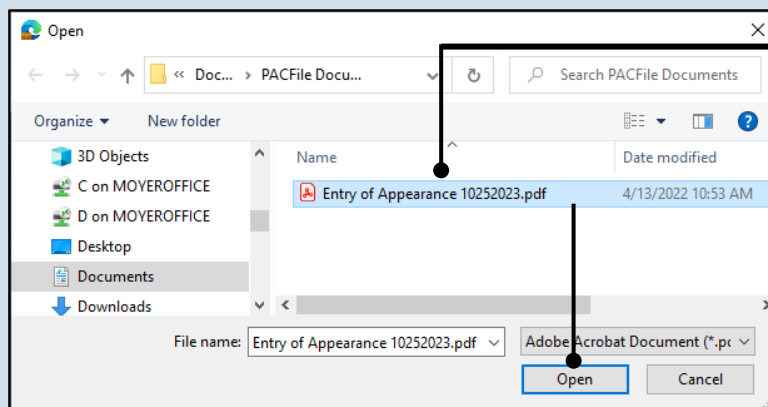 Open
« Doc... › PACFile Docu...
Search PACFile Documents
Organize
New folder
3D Objects
C on MOYEROFFICE
D on MOYEROFFICE
Desktop
Documents
Downloads
Name
Date modified
Entry of Appearance 10252023.pdf
4/13/2022 10:53 AM
File name:
Entry of Appearance 10252023.pdf
Adobe Acrobat Document (*.pc
Open
Cancel